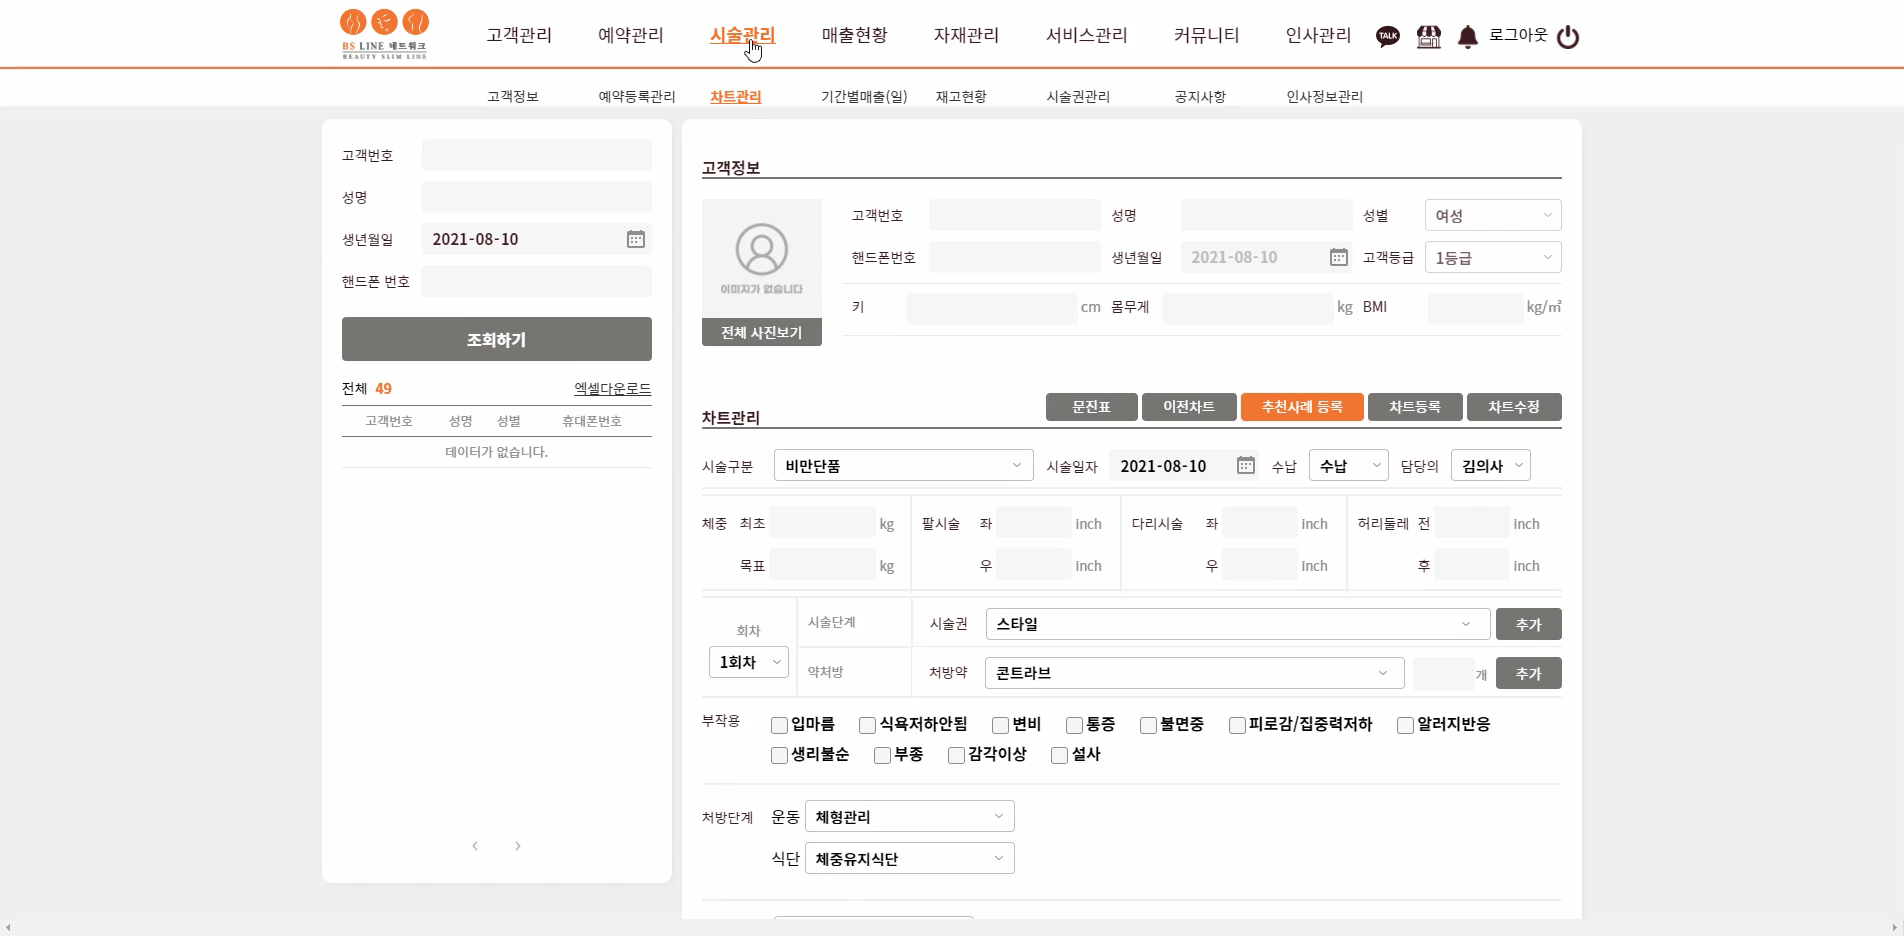 BS LINE 네트워크
BEAUTY SLIM LINE
고객관리 예약관리 시술관리 매출현황 자재관리 서비스관리 커뮤니티 인사관리 TALK 로그아웃
고객정보 예약등록관리 차트관리 기간별매출(일) 재고현황 시술권관리 공지사항 인사정보관리
고객번호
성명
생년월일 2021-08-10
핸드폰 번호
조회하기
전체 49 엑셀다운로드
고객번호 성명 성별 휴대폰번호
데이터가 없습니다.
고객정보
이미지가 없습니다
전체 사진보기
고객번호 성명 성별 여성
핸드폰번호 생년월일 2021-08-10 고객등급 1등급
키 cm 몸무게 kg BMI kg/㎡
차트관리 문진표 이전차트 추천사례 등록 차트등록 차트수정
시술구분 비만단품 시술일자 2021-08-10 수납 수납 담당의 김의사
체중 최초 kg 팔시술 좌 inch 다리시술 좌 inch 허리둘레 전 inch
목표 kg 우 inch 우 inch 후 inch
회차
1회차
시술단계 시술권 스타일 추가
약처방 처방약 콘트라브 개 추가
부작용 입마름 식욕저하안됨 변비 통증 불면중 피로감/집중력저하 알러지반응
생리불순 부종 감각이상 설사
처방단계 운동 체형관리
식단 체중유지식단